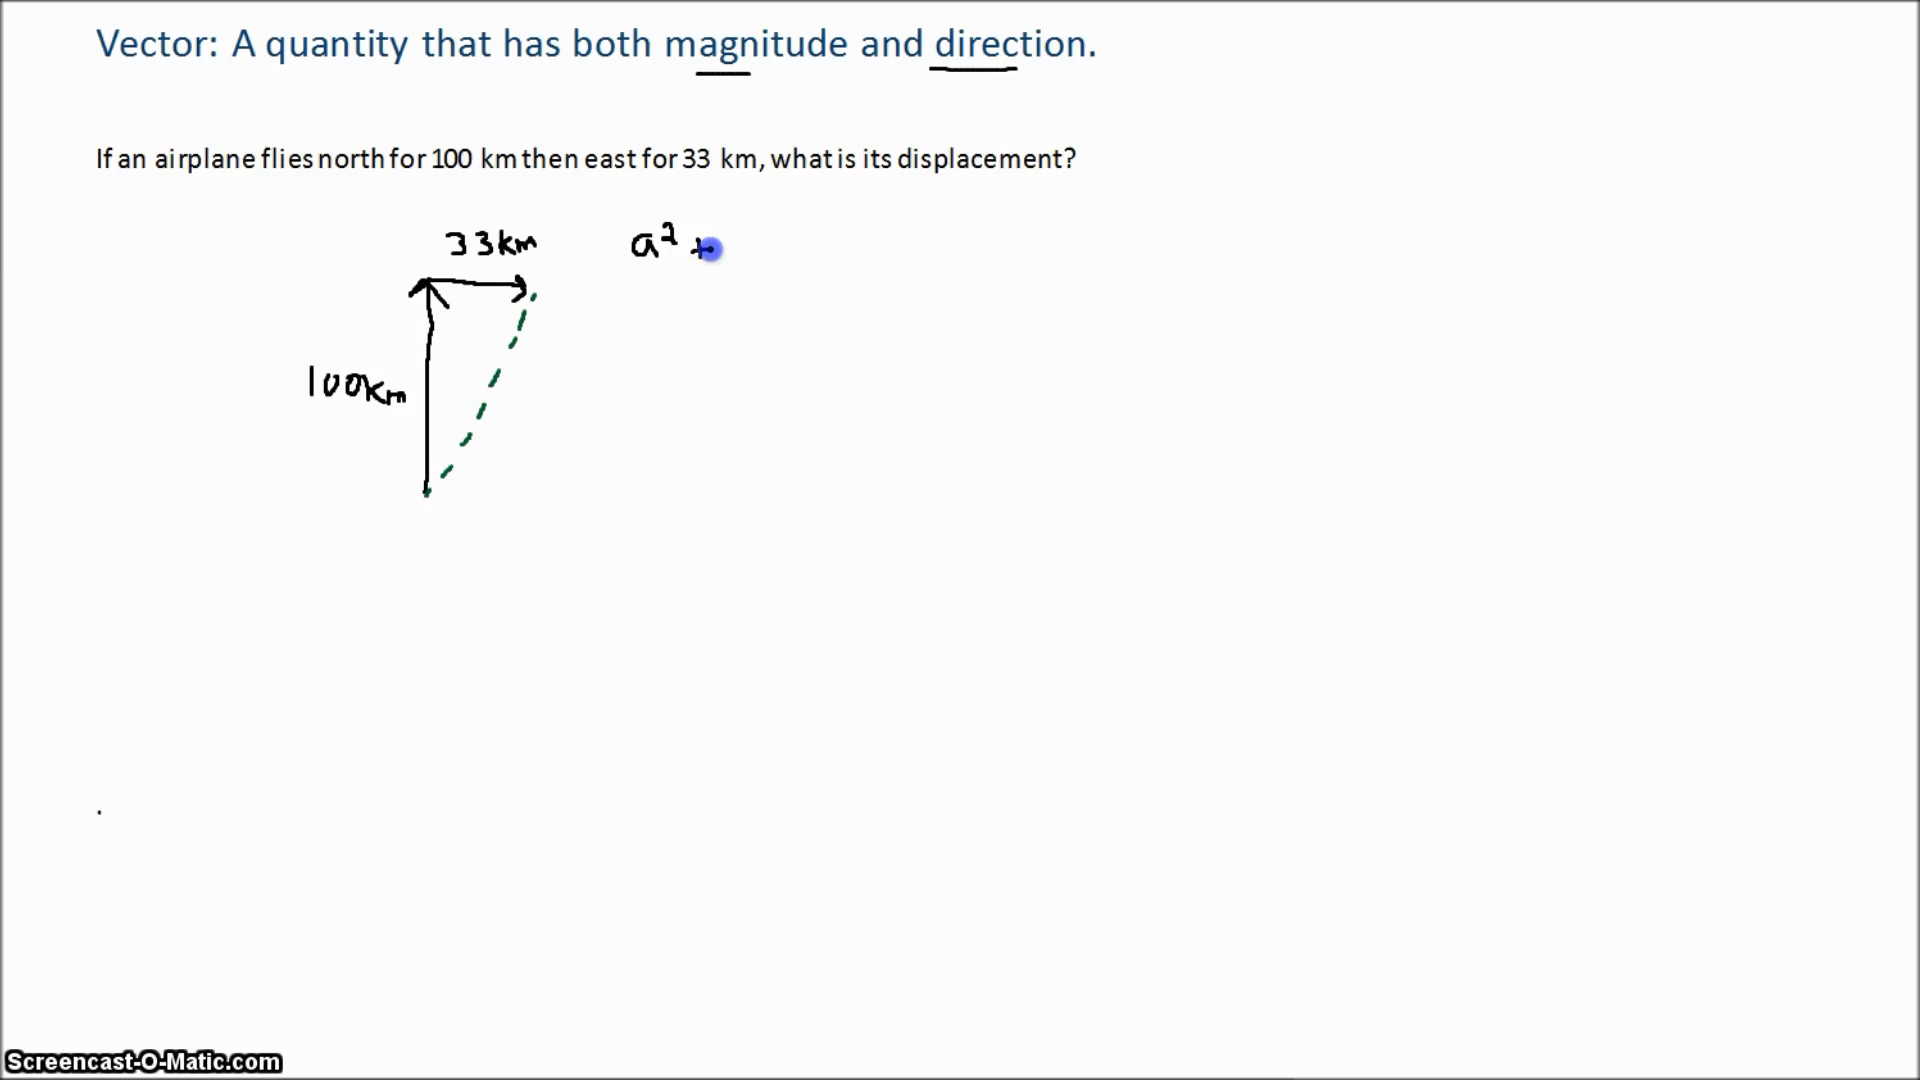 Vector: A quantity that has both magnitude and direction.
If an airplane flies north for 100 km then east for 33 km, what is its displacement?
33km a² +
100km
.
Screencast-O-Matic.com